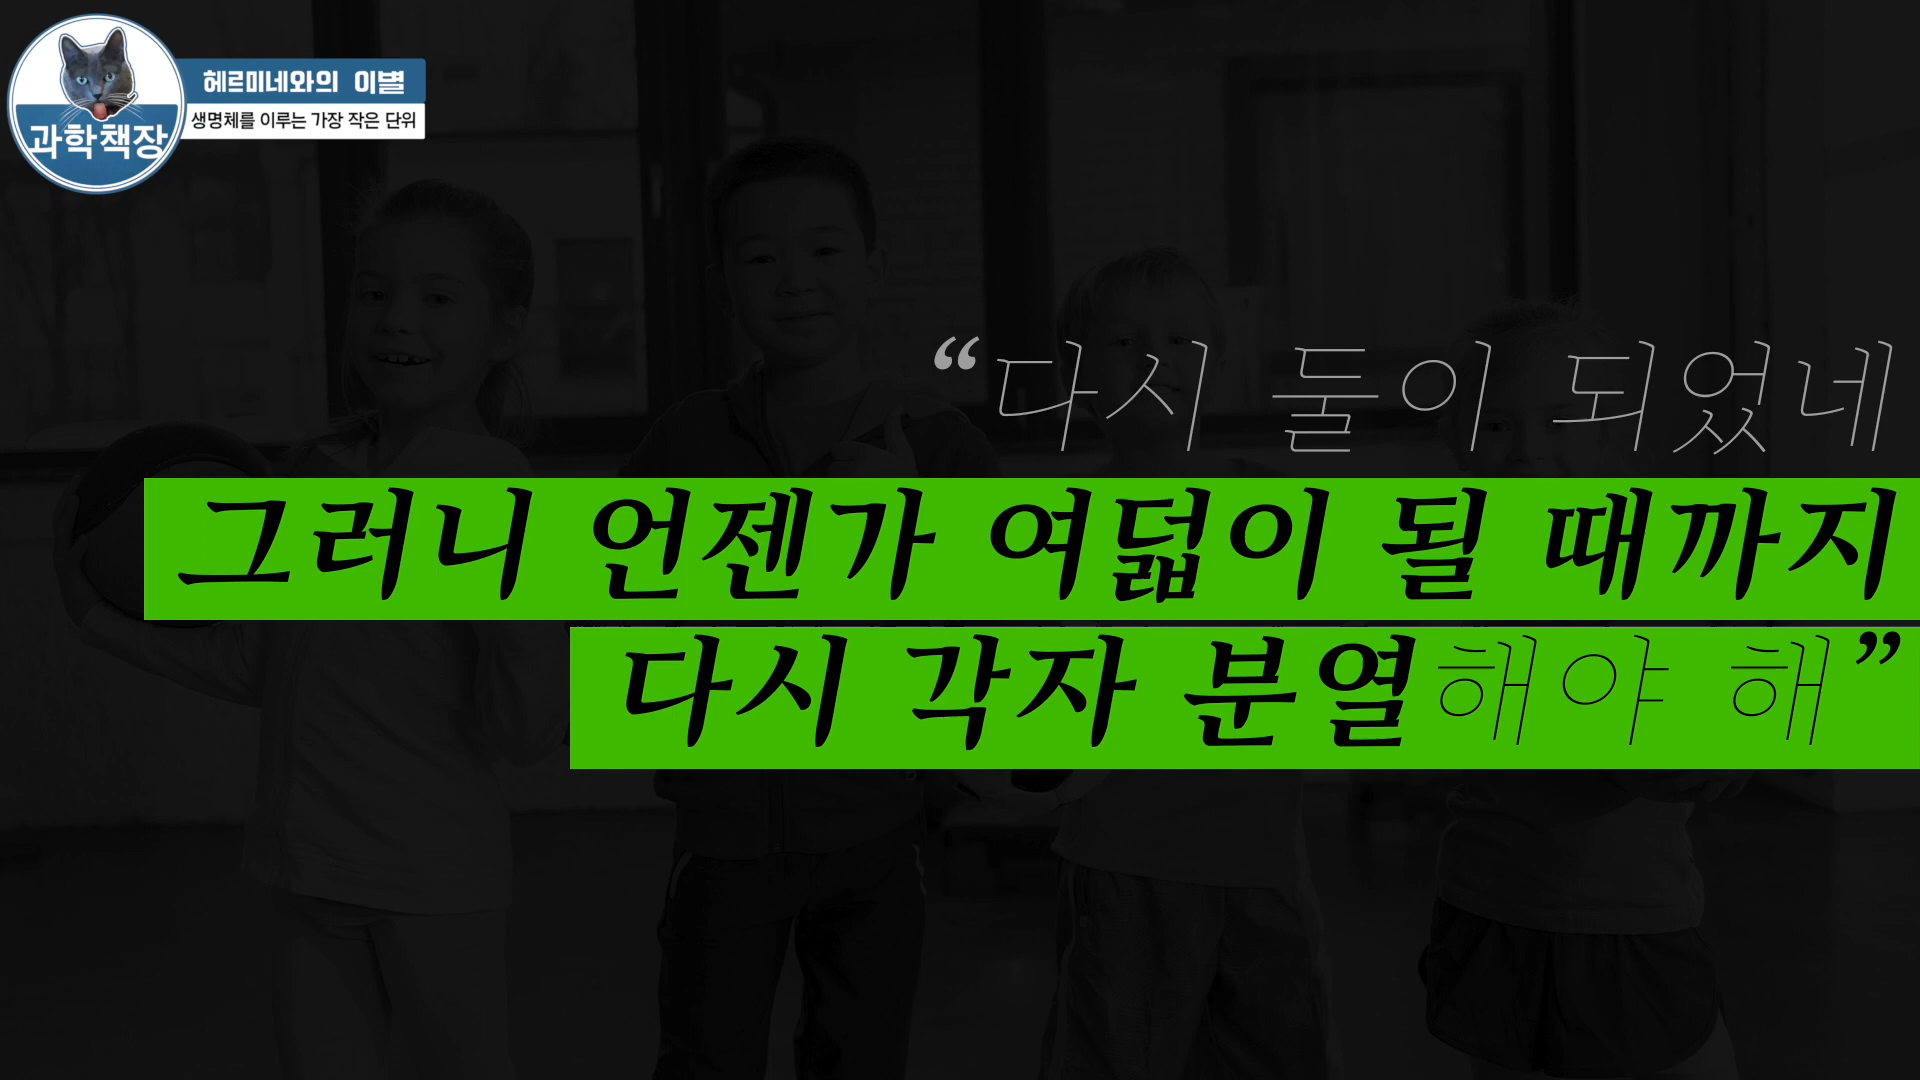 헤르미네와의 이별
생명체를 이루는 가장 작은 단위
과학책장
“다시 둘이 되었네
그러니 언젠가 여덟이 될 때까지
다시 각자 분열해야 해”